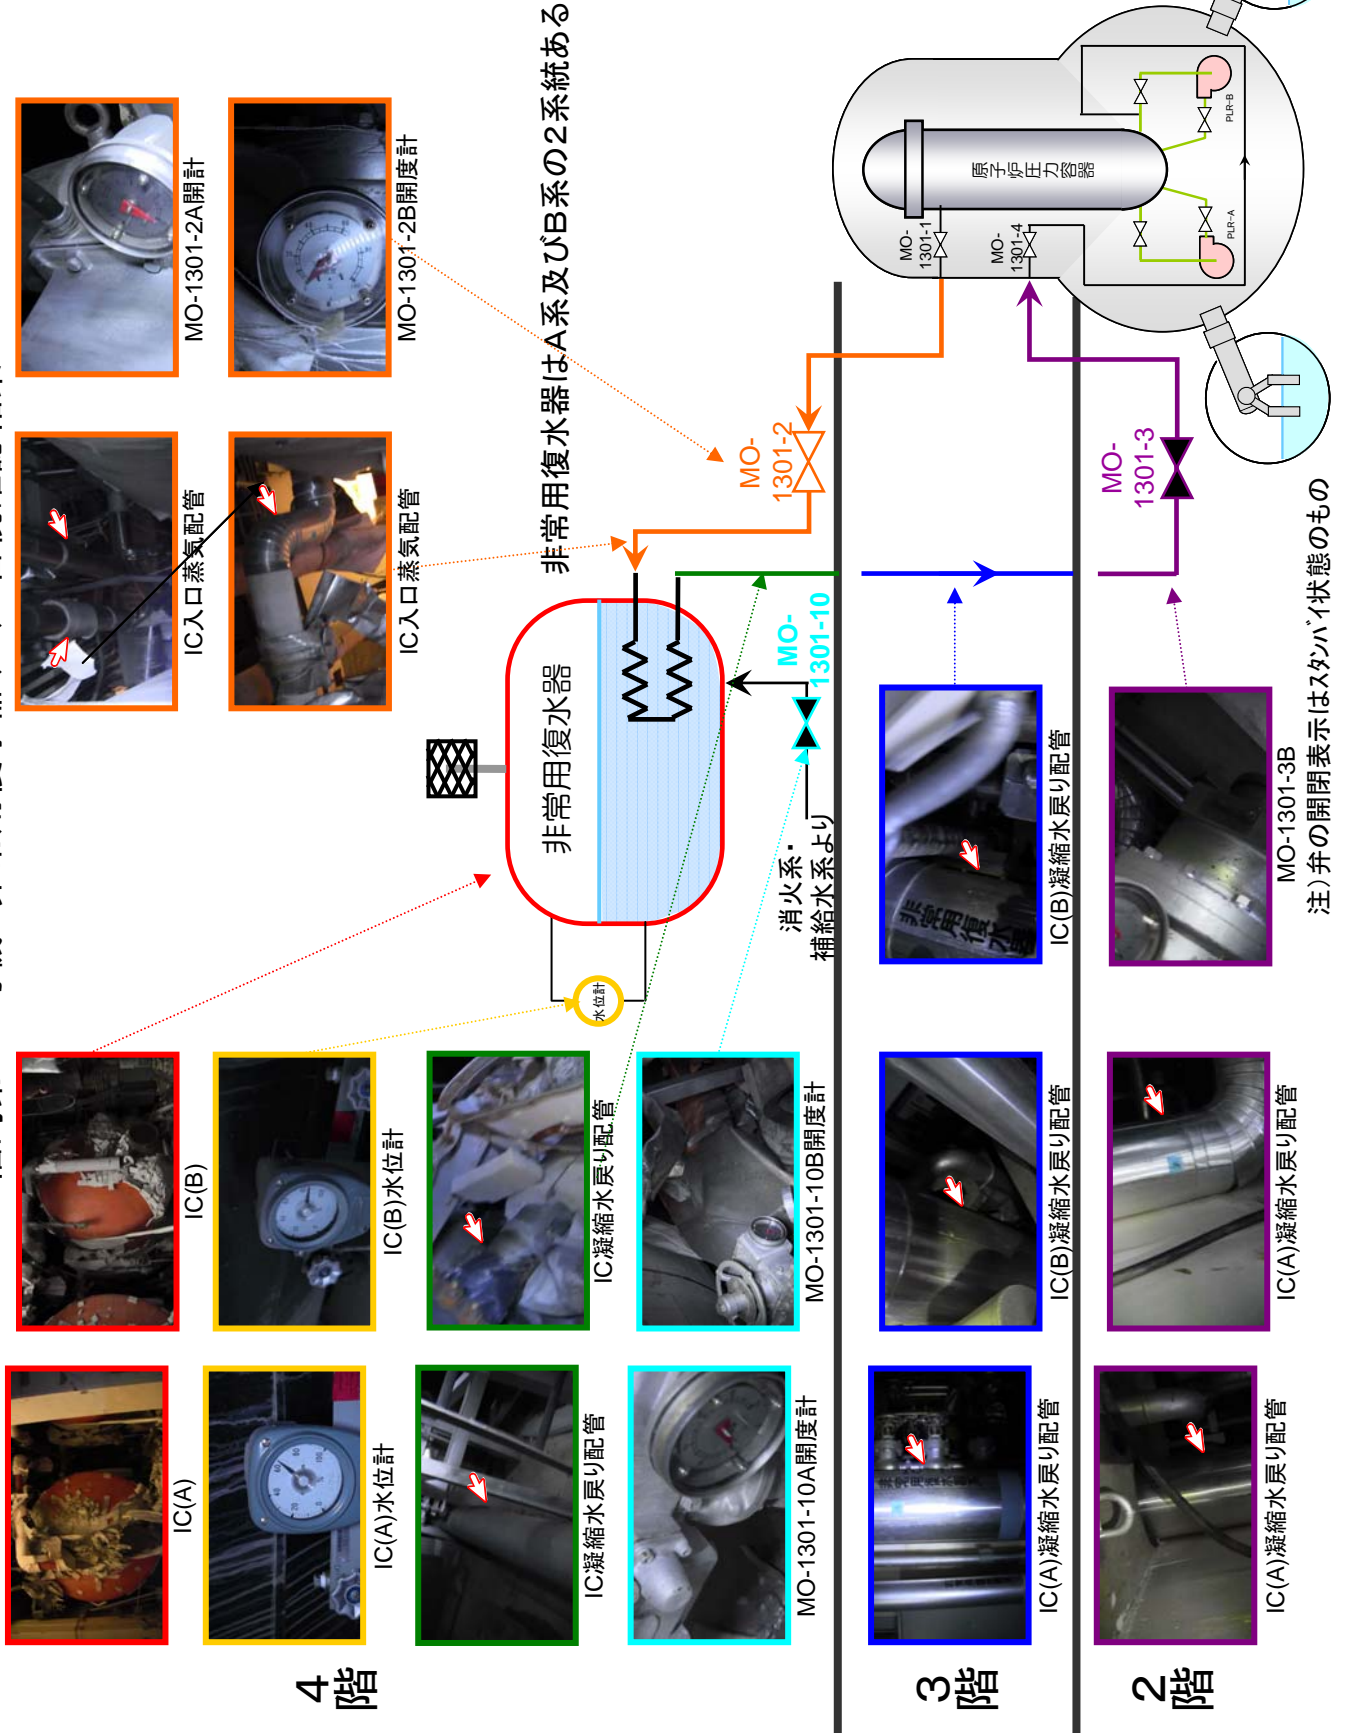 4階
3階
2階
IC(A)
IC(B)
IC入口蒸気配管
MO-1301-2A開計
IC(A)水位計
IC(B)水位計
IC入口蒸気配管
MO-1301-2B開度計
IC凝縮水戻り配管
IC凝縮水戻り配管
非常用復水器はA系及びB系の2系統ある
MO-1301-10A開度計
MO-1301-10B開度計
非常用復水器
水位計
消火系・
補給水系より
MO-
1301-10
MO-
1301-2
MO-
1301-1
MO-
1301-4
原子炉圧力容器
PLR-A
PLR-B
IC(A)凝縮水戻り配管
IC(B)凝縮水戻り配管
IC(B)凝縮水戻り配管
非常用復水器
MO-
1301-3
IC(A)凝縮水戻り配管
IC(A)凝縮水戻り配管
MO-1301-3B
注)弁の開閉表示はスタンバイ状態のもの